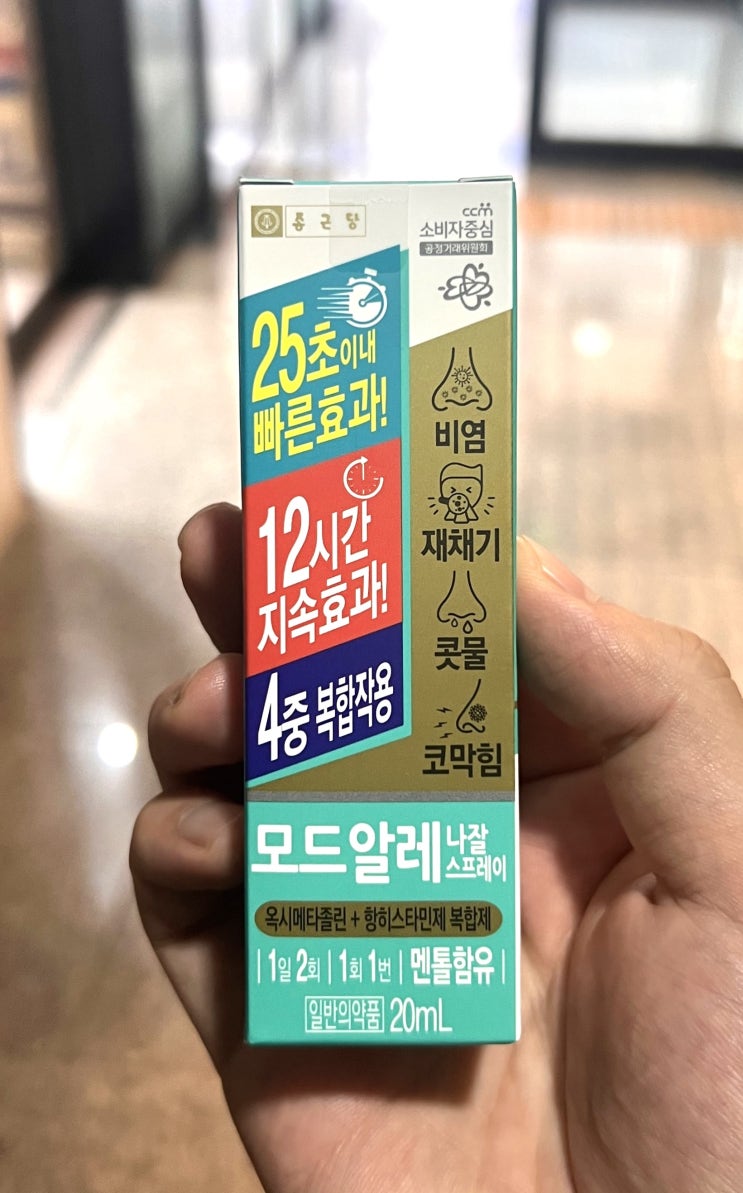 종근당
ccm
소비자중심
공정거래위원회
25초이내
빠른효과!
12시간
지속효과!
4중 복합작용
비염
재채기
콧물
코막힘
모드알레 나잘
스프레이
옥시메타졸린 + 항히스타민제 복합제
1일 2회 | 1회 1번 | 멘톨함유
일반의약품 20mL